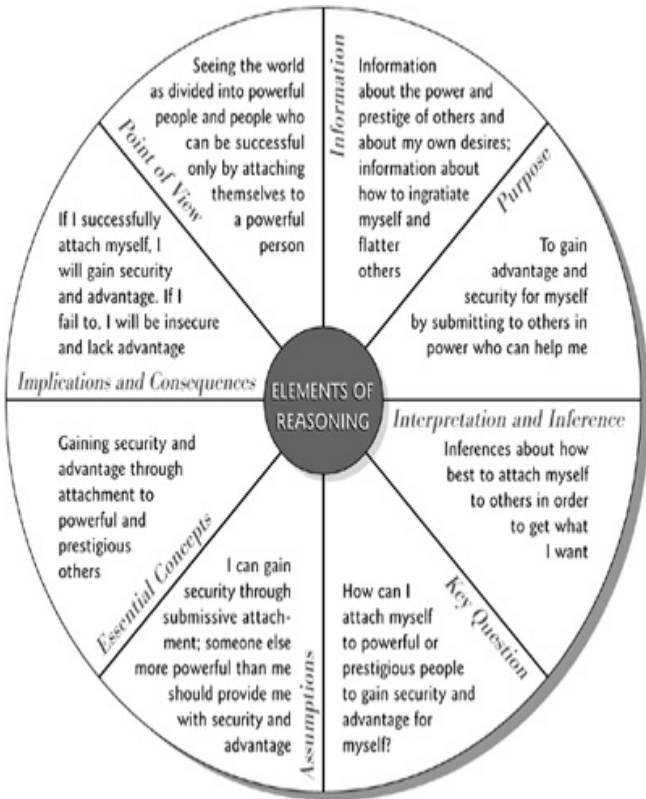 Seeing the world
as divided into powerful
people and people who
can be successful
only by attaching
themselves to
a powerful
person
Point of View
Information
about the power and
prestige of others and
about my own desires;
information about
how to ingratiate
myself and
flatter
others
Information
To gain
advantage and
security for myself
by submitting to others in
power who can help me
Purpose
Interpretation and Inference
Inferences about how
best to attach myself
to others in order
to get what
I want
How can I
attach myself
to powerful or
prestigious people
to gain security and
advantage for
myself?
Key Question
I can gain
security through
submissive attach-
ment; someone else
more powerful than me
should provide me
with security and
advantage
Assumptions
Gaining security and
advantage through
attachment to
powerful and
prestigious
others
Essential Concepts
If I successfully
attach myself, I
will gain security
and advantage. If I
fail to, I will be insecure
and lack advantage
Implications and Consequences
ELEMENTS OF
REASONING